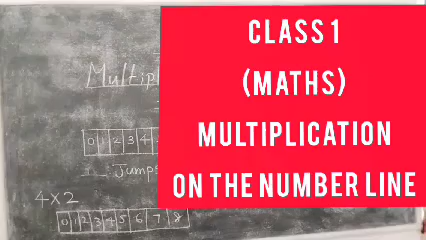 CLASS 1
(MATHS)
MULTIPLICATION
ON THE NUMBER LINE
0 1 2 3 4
Jumps
4×2
0 1 2 3 4 5 6 7 8